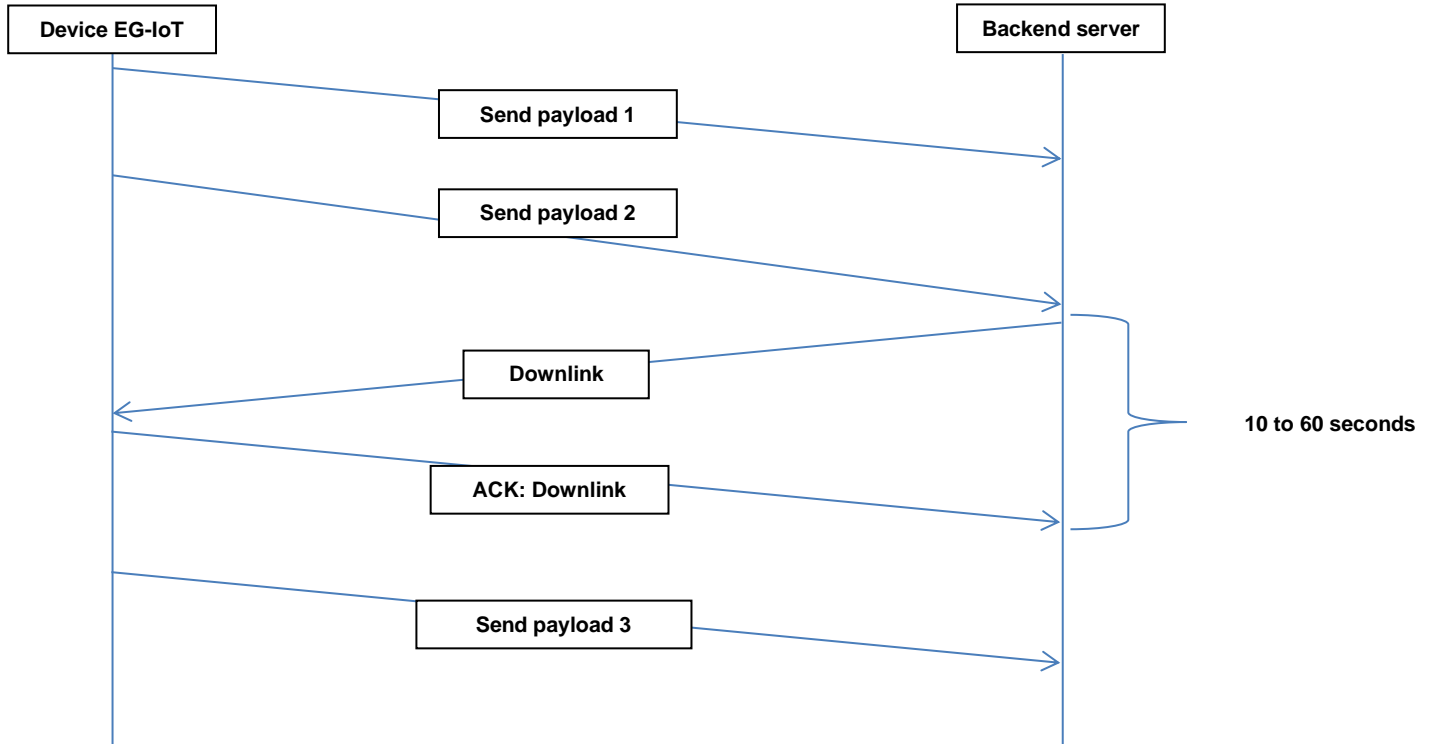 Device EG-IoT
Backend server
Send payload 1
Send payload 2
Downlink
10 to 60 seconds
ACK: Downlink
Send payload 3